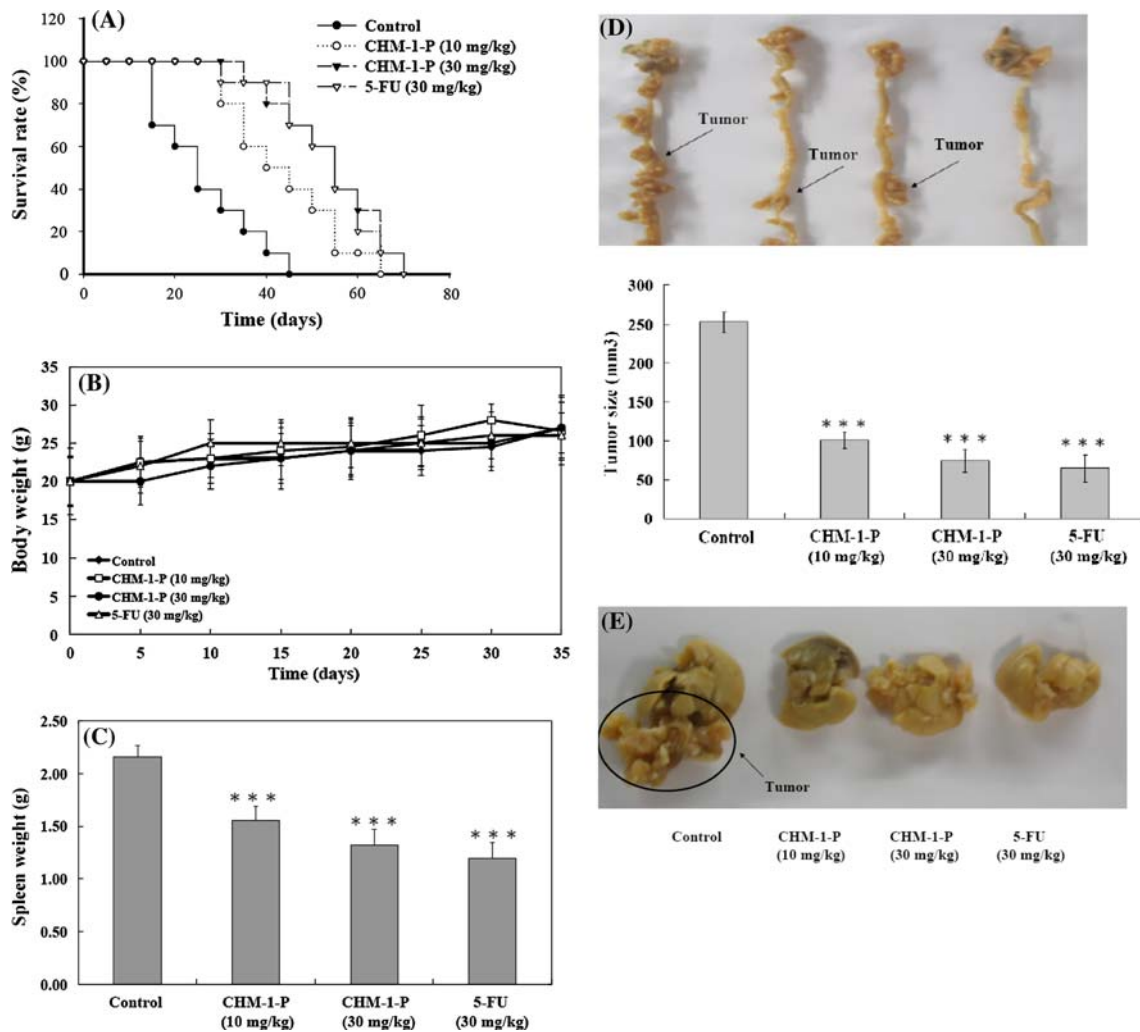 (A)
Control
CHM-1-P (10 mg/kg)
CHM-1-P (30 mg/kg)
5-FU (30 mg/kg)
Survival rate (%)
120
100
80
60
40
20
0
0 20 40 60 80
Time (days)
(B)
Body weight (g)
35
30
25
20
15
10
5
0
Control
CHM-1-P (10 mg/kg)
CHM-1-P (30 mg/kg)
5-FU (30 mg/kg)
0 5 10 15 20 25 30 35
Time (days)
(C)
Spleen weight (g)
2.50
2.00
1.50
1.00
0.50
0.00
* * *
* * *
* * *
Control CHM-1-P CHM-1-P 5-FU
(10 mg/kg) (30 mg/kg) (30 mg/kg)
(D)
Tumor
Tumor
Tumor
Tumor size (mm3)
300
250
200
150
100
50
0
* * *
* * *
* * *
Control CHM-1-P CHM-1-P 5-FU
(10 mg/kg) (30 mg/kg) (30 mg/kg)
(E)
Tumor
Control CHM-1-P CHM-1-P 5-FU
(10 mg/kg) (30 mg/kg) (30 mg/kg)